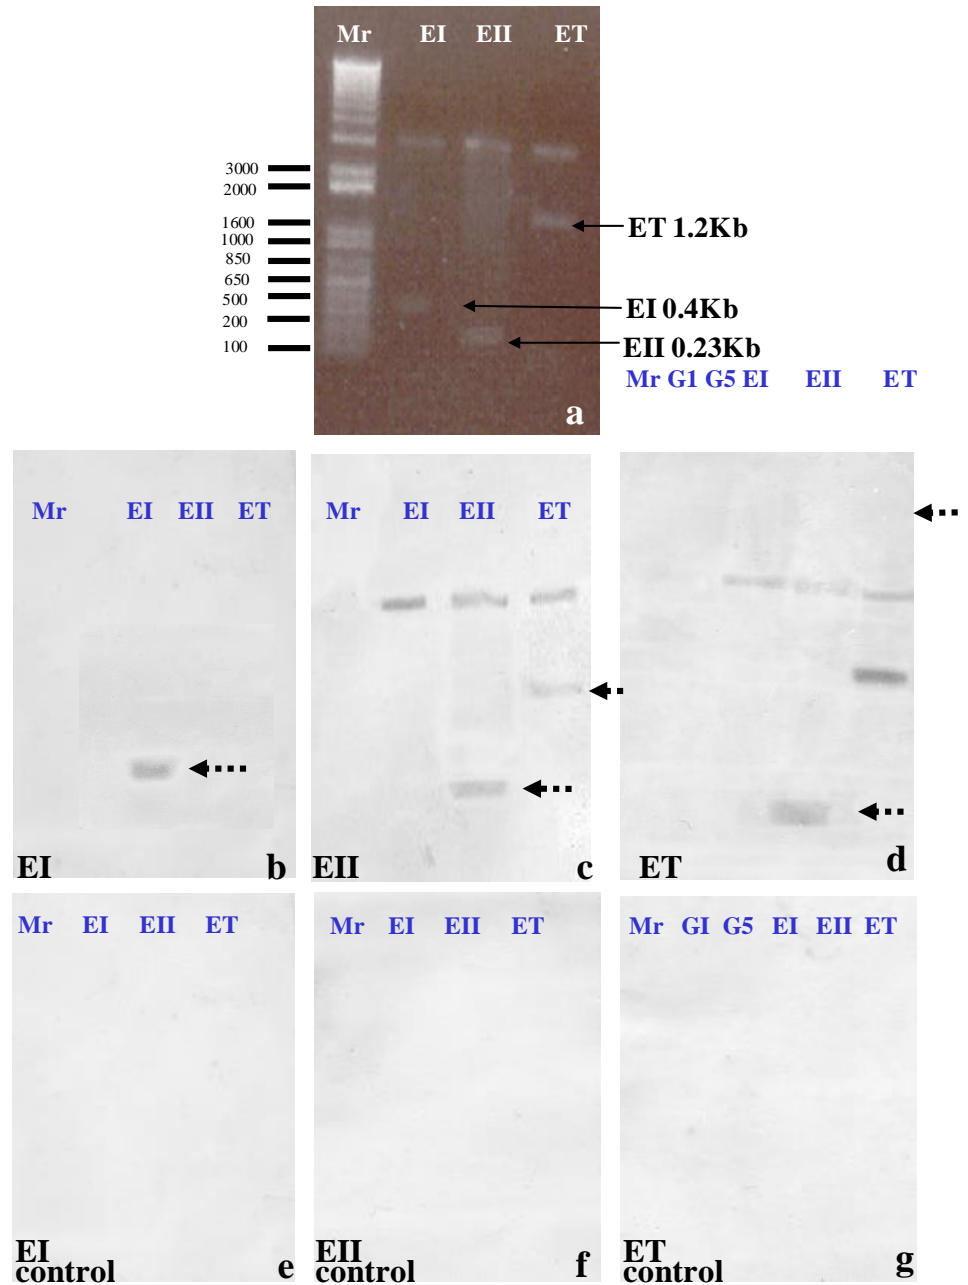 Mr EI EII ET
3000
2000
1600
1000
850
650
500
200
100
ET 1.2Kb
EI 0.4Kb
EII 0.23Kb
a
Mr G1 G5 EI EII ET
Mr EI EII ET
EI b
Mr EI EII ET
EII c
ET d
Mr EI EII ET
EI
control e
Mr EI EII ET
EII
control f
Mr GI G5 EI EII ET
ET
control g